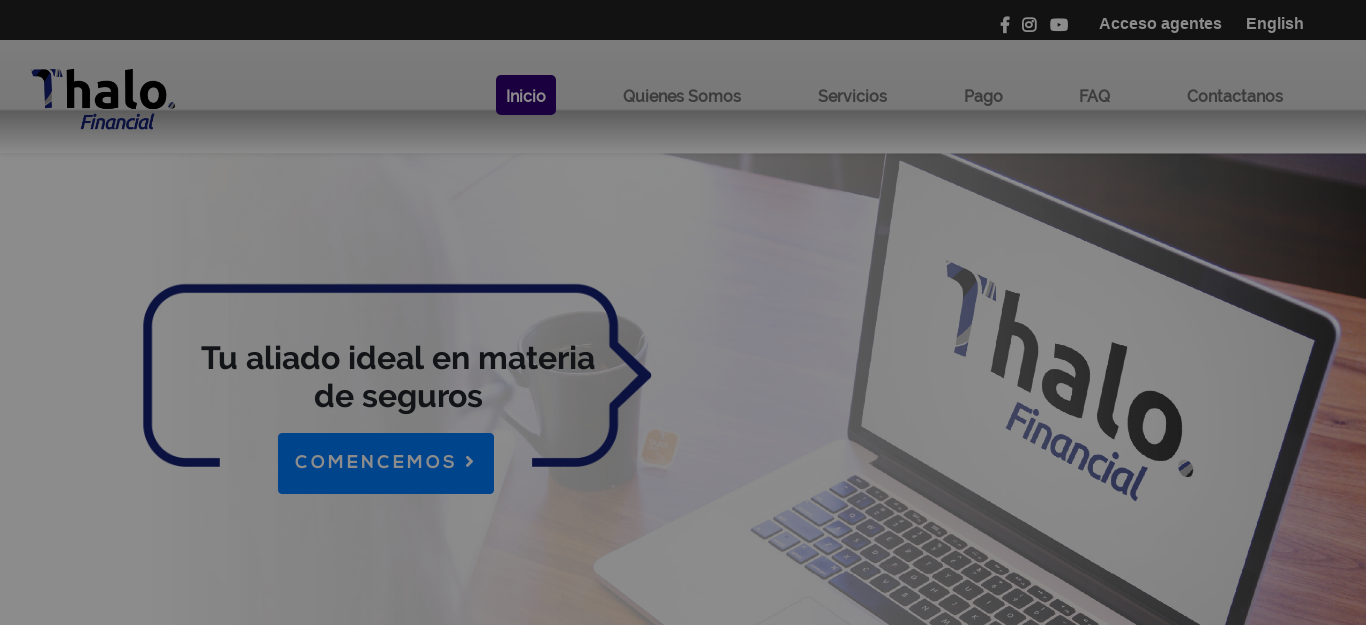 Acceso agentes English
Thalo.
Financial
Inicio Quienes Somos Servicios Pago FAQ Contactanos
Tu aliado ideal en materia
de seguros
COMENCEMOS
Thalo.
Financial